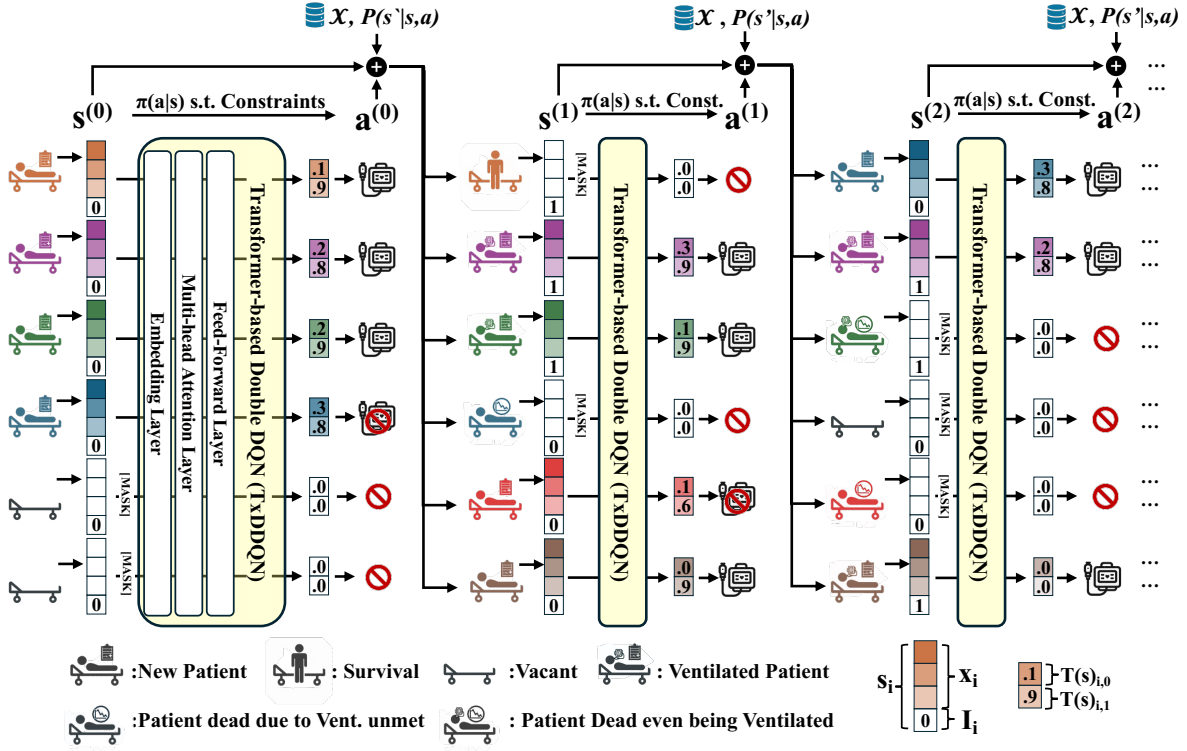 𝒳, P(s`|s,a)
𝒳 , P(s'|s,a)
𝒳 , P(s'|s,a)
s(0) π(a|s) s.t. Constraints a(0)
s(1) π(a|s) s.t. Const. a(1)
s(2) π(a|s) s.t. Const. a(2)
... ...
0 .1 .9
0 .2 .8
0 .2 .9
0 .3 .8
0 [MASK] .0 .0
0 [MASK] .0 .0
Embedding Layer
Multi-head Attention Layer
Feed-Forward Layer
Transformer-based Double DQN (TxDDQN)
1 [MASK] .0 .0
1 .3 .9
1 .1 .9
0 [MASK] .0 .0
0 .1 .6
0 .0 .9
Transformer-based Double DQN (TxDDQN)
0 .3 .8 ... ...
1 .2 .8 ... ...
1 [MASK] .0 .0 ... ...
0 [MASK] .0 .0 ... ...
0 [MASK] .0 .0 ... ...
1 .0 .0 ... ...
Transformer-based Double DQN (TxDDQN)
:New Patient
: Survival
:Vacant
: Ventilated Patient
:Patient dead due to Vent. unmet
: Patient Dead even being Ventilated
si
xi
0 Ii
.1 T(s)i,0
.9 T(s)i,1